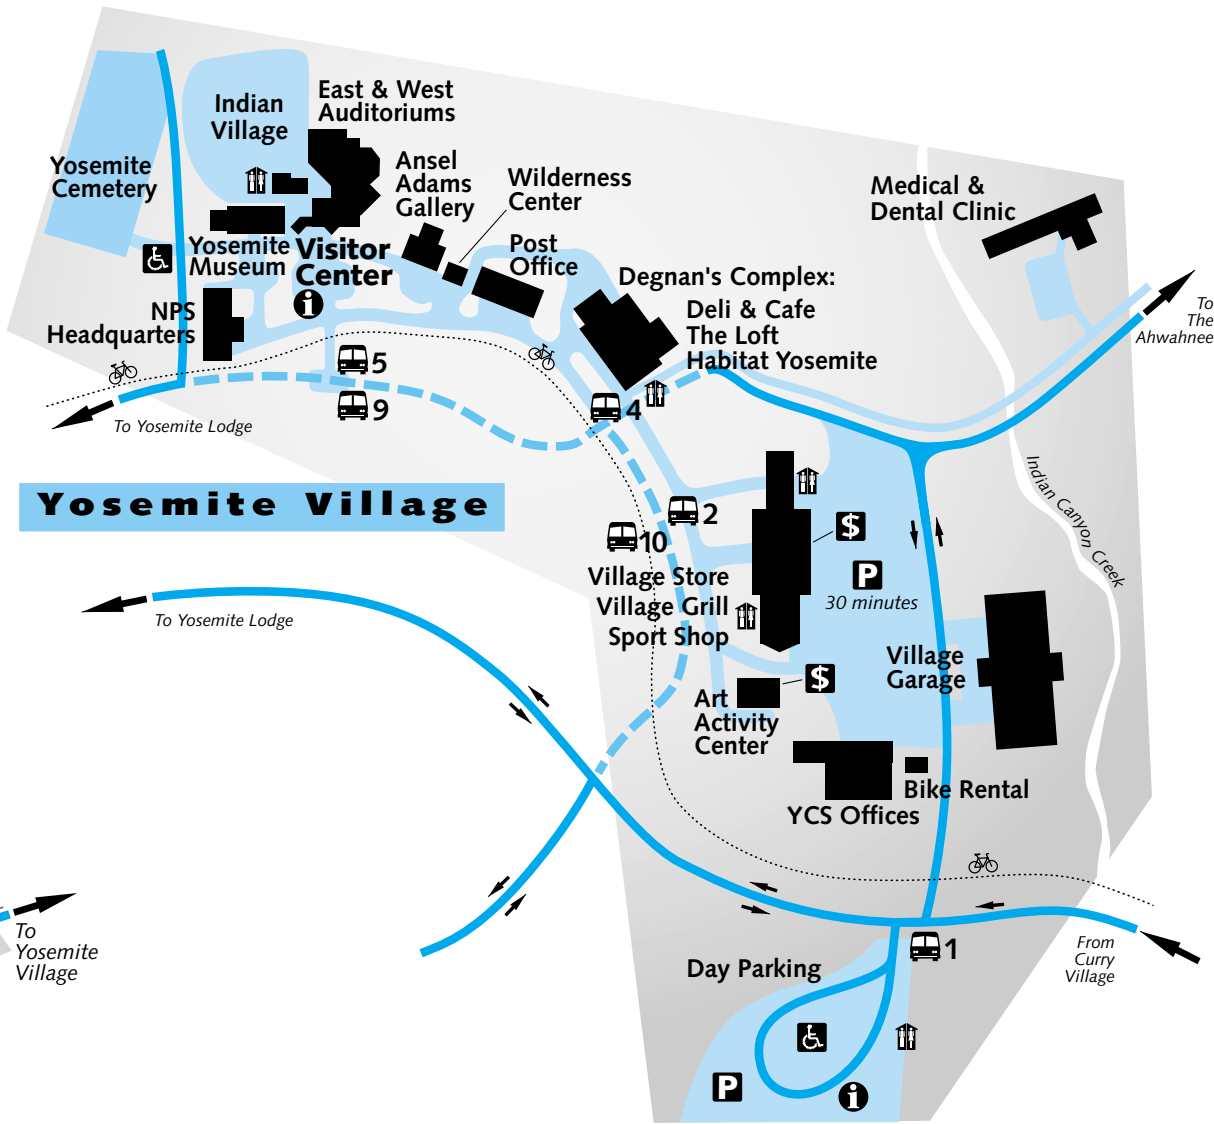 Indian
Village
East & West
Auditoriums
Yosemite
Cemetery
Ansel
Adams
Gallery
Wilderness
Center
Medical &
Dental Clinic
Yosemite
Museum
Visitor
Center
Post
Office
Degnan's Complex:
Deli & Cafe
The Loft
Habitat Yosemite
NPS
Headquarters
i
To
The
Ahwahnee
5
9
4
To Yosemite Lodge
Yosemite Village
2
10
$
P
30 minutes
Indian Canyon Creek
Village Store
Village Grill
Sport Shop
To Yosemite Lodge
Village
Garage
$
Art
Activity
Center
Bike Rental
YCS Offices
To
Yosemite
Village
1
From
Curry
Village
Day Parking
P
i